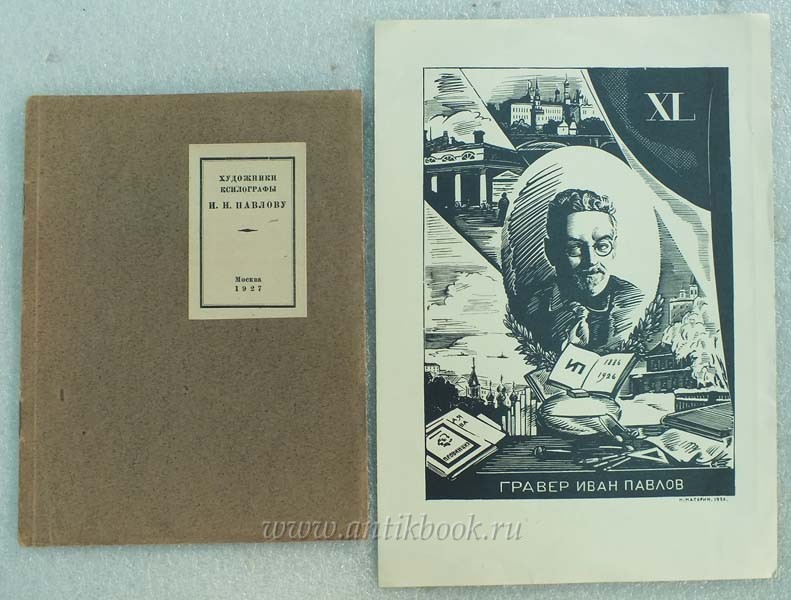 ХУДОЖНИКИ
КСИЛОГРАФЫ
И. Н. ПАВЛОВУ
Москва
1927
XL
ИП
1886
1926
ГРАВЕР ИВАН ПАВЛОВ
www.antikbook.ru